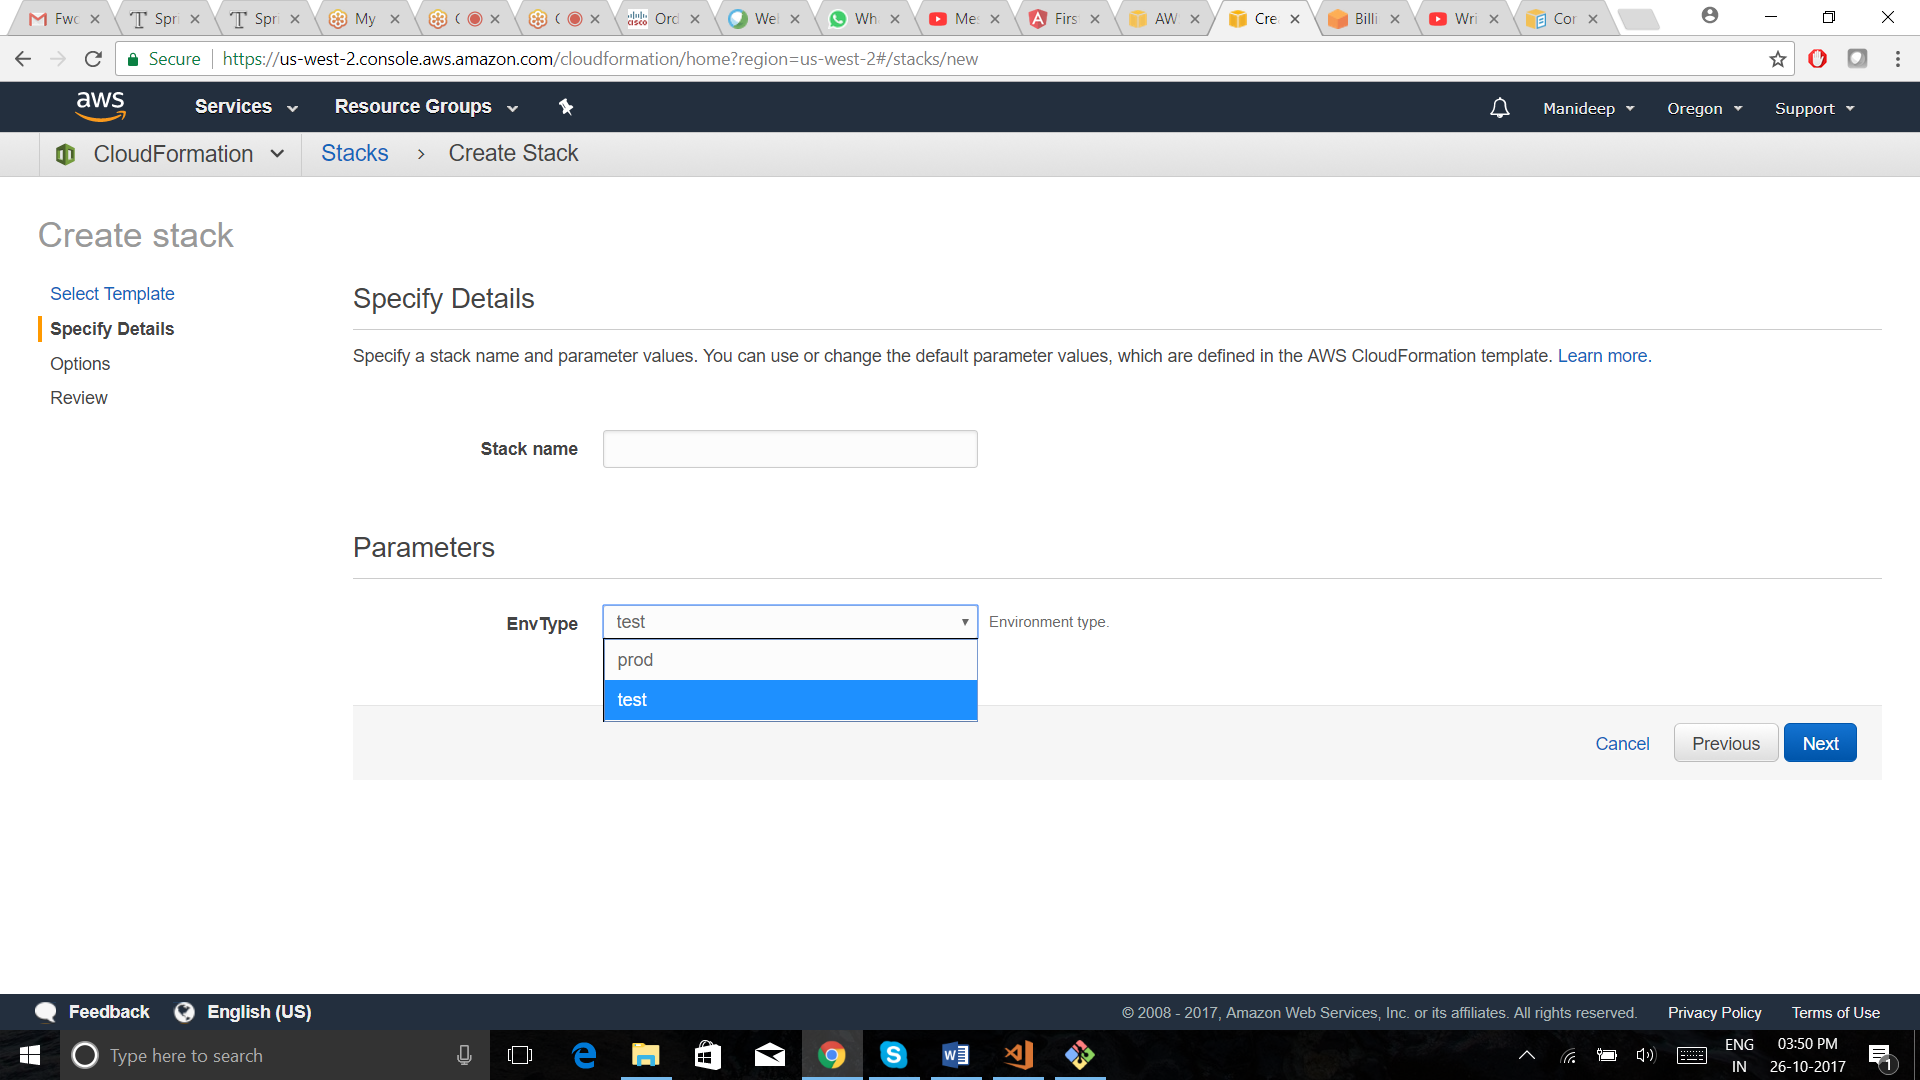 Fwc
Spri
Spri
My
Ord
Wel
Wh
Me
Firs
AW
Cre
Billi
Wri
Cor
Secure
https://us-west-2.console.aws.amazon.com/cloudformation/home?region=us-west-2#/stacks/new
aws
Services
Resource Groups
Manideep
Oregon
Support
CloudFormation
Stacks
Create Stack
Create stack
Select Template
Specify Details
Options
Review
Specify Details
Specify a stack name and parameter values. You can use or change the default parameter values, which are defined in the AWS CloudFormation template. Learn more.
Stack name
Parameters
EnvType
test
Environment type.
prod
test
Cancel
Previous
Next
Feedback
English (US)
© 2008 - 2017, Amazon Web Services, Inc. or its affiliates. All rights reserved.
Privacy Policy
Terms of Use
Type here to search
ENG
IN
03:50 PM
26-10-2017
1